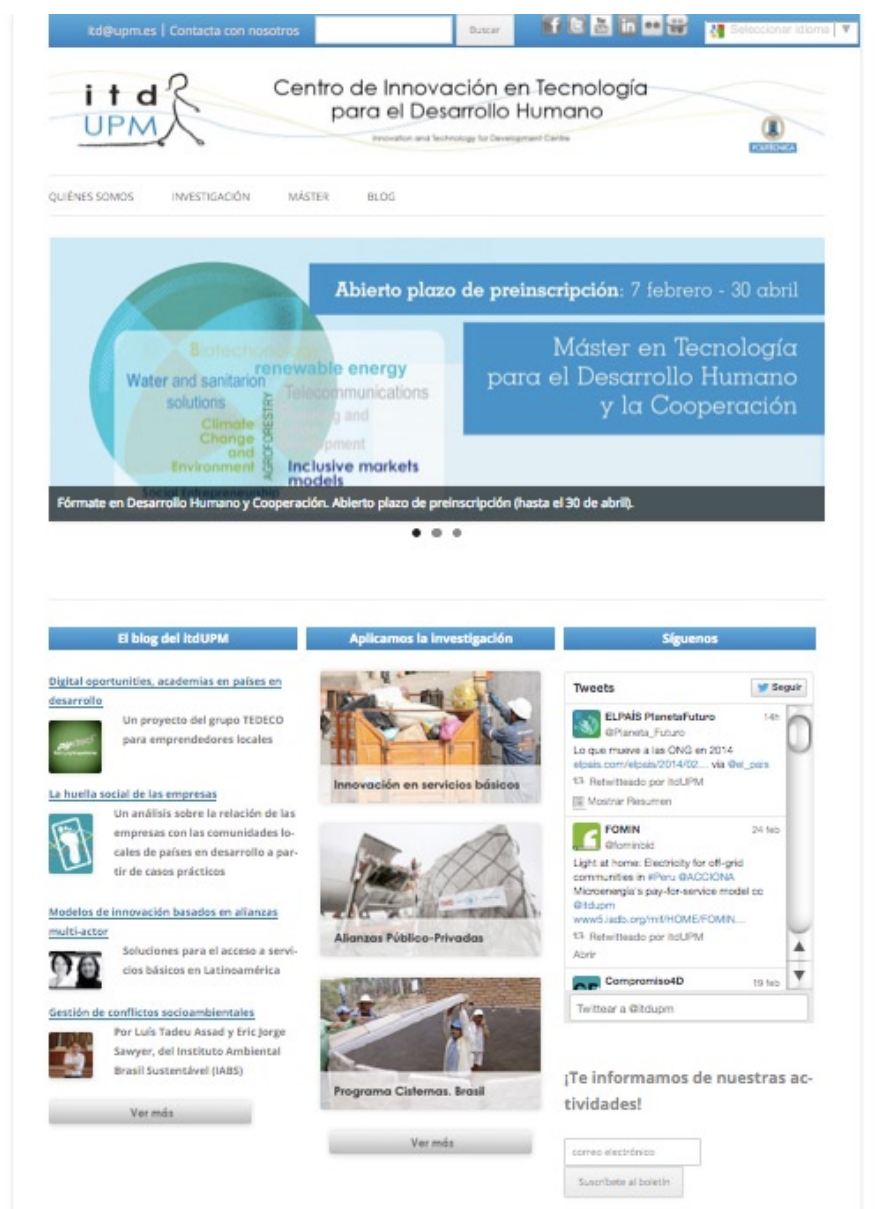 itd@upm.es | Contacta con nosotros
Buscar
Seleccionar idioma
itd
UPM
Centro de Innovación en Tecnología
para el Desarrollo Humano
Innovation and Technology for Development Centre
POLITÉCNICA
QUIÉNES SOMOS
INVESTIGACIÓN
MÁSTER
BLOG
Abierto plazo de preinscripción: 7 febrero - 30 abril
Máster en Tecnología
para el Desarrollo Humano
y la Cooperación
Biotechonology
renewable energy
Water and sanitarion
solutions
Telecommunications
and
Climate
Change
and
Environment
AGROFORESTRY
Inclusive markets
models
Social Entrepreneurship
Fórmate en Desarrollo Humano y Cooperación. Abierto plazo de preinscripción (hasta el 30 de abril).
El blog del itdUPM
Digital oportunities, academias en países en
desarrollo
Un proyecto del grupo TEDECO
para emprendedores locales
La huella social de las empresas
Un análisis sobre la relación de las
empresas con las comunidades lo-
cales de países en desarrollo a par-
tir de casos prácticos
Modelos de innovación basados en alianzas
multi-actor
Soluciones para el acceso a servi-
cios básicos en Latinoamérica
Gestión de conflictos socioambientales
Por Luís Tadeu Assad y Eric Jorge
Sawyer, del Instituto Ambiental
Brasil Sustentável (IABS)
Ver más
Aplicamos la investigación
Innovación en servicios básicos
Alianzas Público-Privadas
Programa Cisternas. Brasil
Ver más
Síguenos
Tweets
Seguir
ELPAÍS PlanetaFuturo
14h
@Planeta_Futuro
Lo que mueve a las ONG en 2014
elpais.com/elpais/2014/02... vía @el_pais
Retwitteado por itdUPM
Mostrar Resumen
FOMIN
24 feb
@fominbid
Light at home: Electricity for off-grid
communities in #Peru @ACCIONA
Microenergia's pay-for-service model cc
@itdupm
www5.iadb.org/mif/HOME/FOMIN...
Retwitteado por itdUPM
Abrir
Compromiso4D
19 feb
Twittear a @itdupm
¡Te informamos de nuestras ac-
tividades!
correo electrónico
Suscríbete al boletín